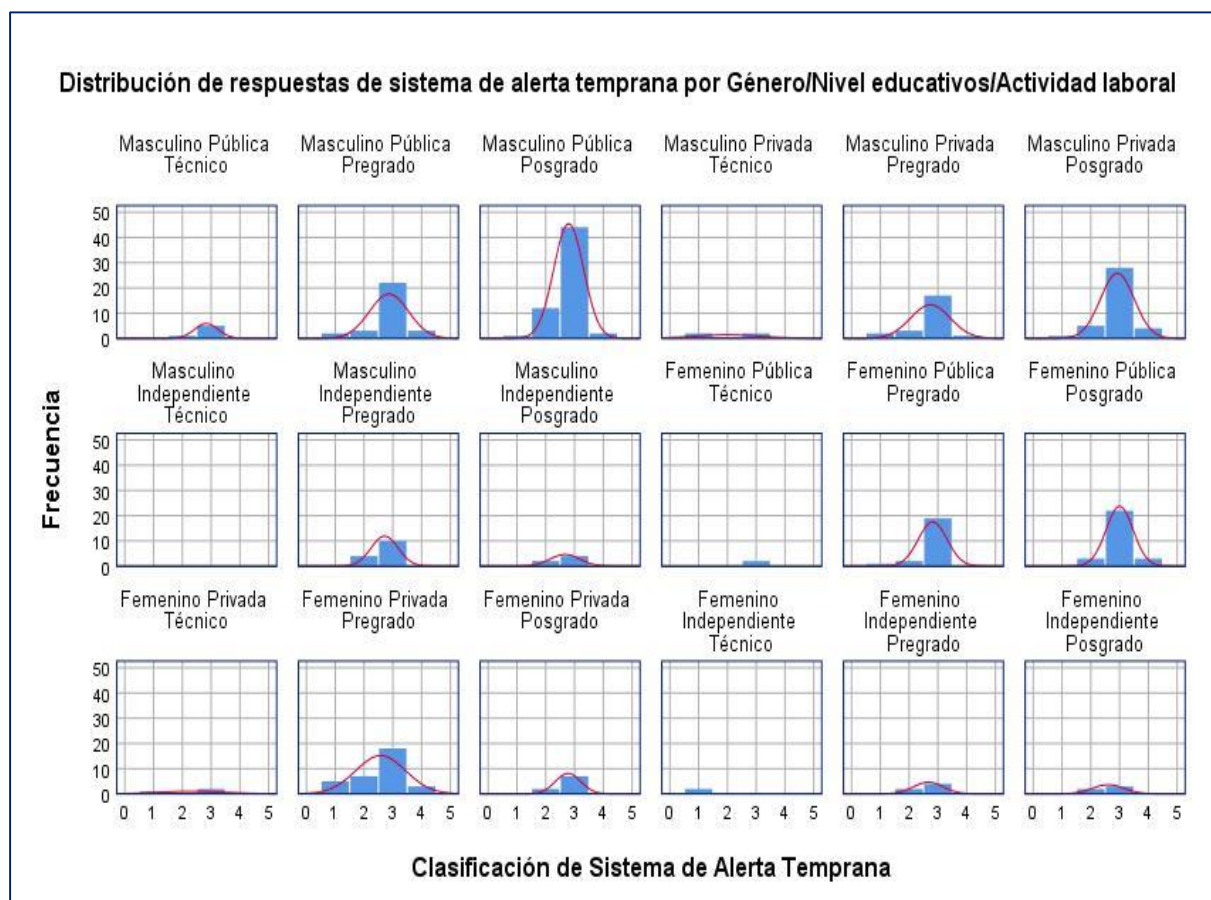 Distribución de respuestas de sistema de alerta temprana por Género/Nivel educativos/Actividad laboral
Masculino Pública
Técnico
Masculino Pública
Pregrado
Masculino Pública
Posgrado
Masculino Privada
Técnico
Masculino Privada
Pregrado
Masculino Privada
Posgrado
50
40
30
20
10
0
Masculino
Independiente
Técnico
Masculino
Independiente
Pregrado
Masculino
Independiente
Posgrado
Femenino Pública
Técnico
Femenino Pública
Pregrado
Femenino Pública
Posgrado
Frecuencia
50
40
30
20
10
0
Femenino Privada
Técnico
Femenino Privada
Pregrado
Femenino Privada
Posgrado
Femenino
Independiente
Técnico
Femenino
Independiente
Pregrado
Femenino
Independiente
Posgrado
50
40
30
20
10
0
0 1 2 3 4 5 0 1 2 3 4 5 0 1 2 3 4 5 0 1 2 3 4 5 0 1 2 3 4 5 0 1 2 3 4 5
Clasificación de Sistema de Alerta Temprana